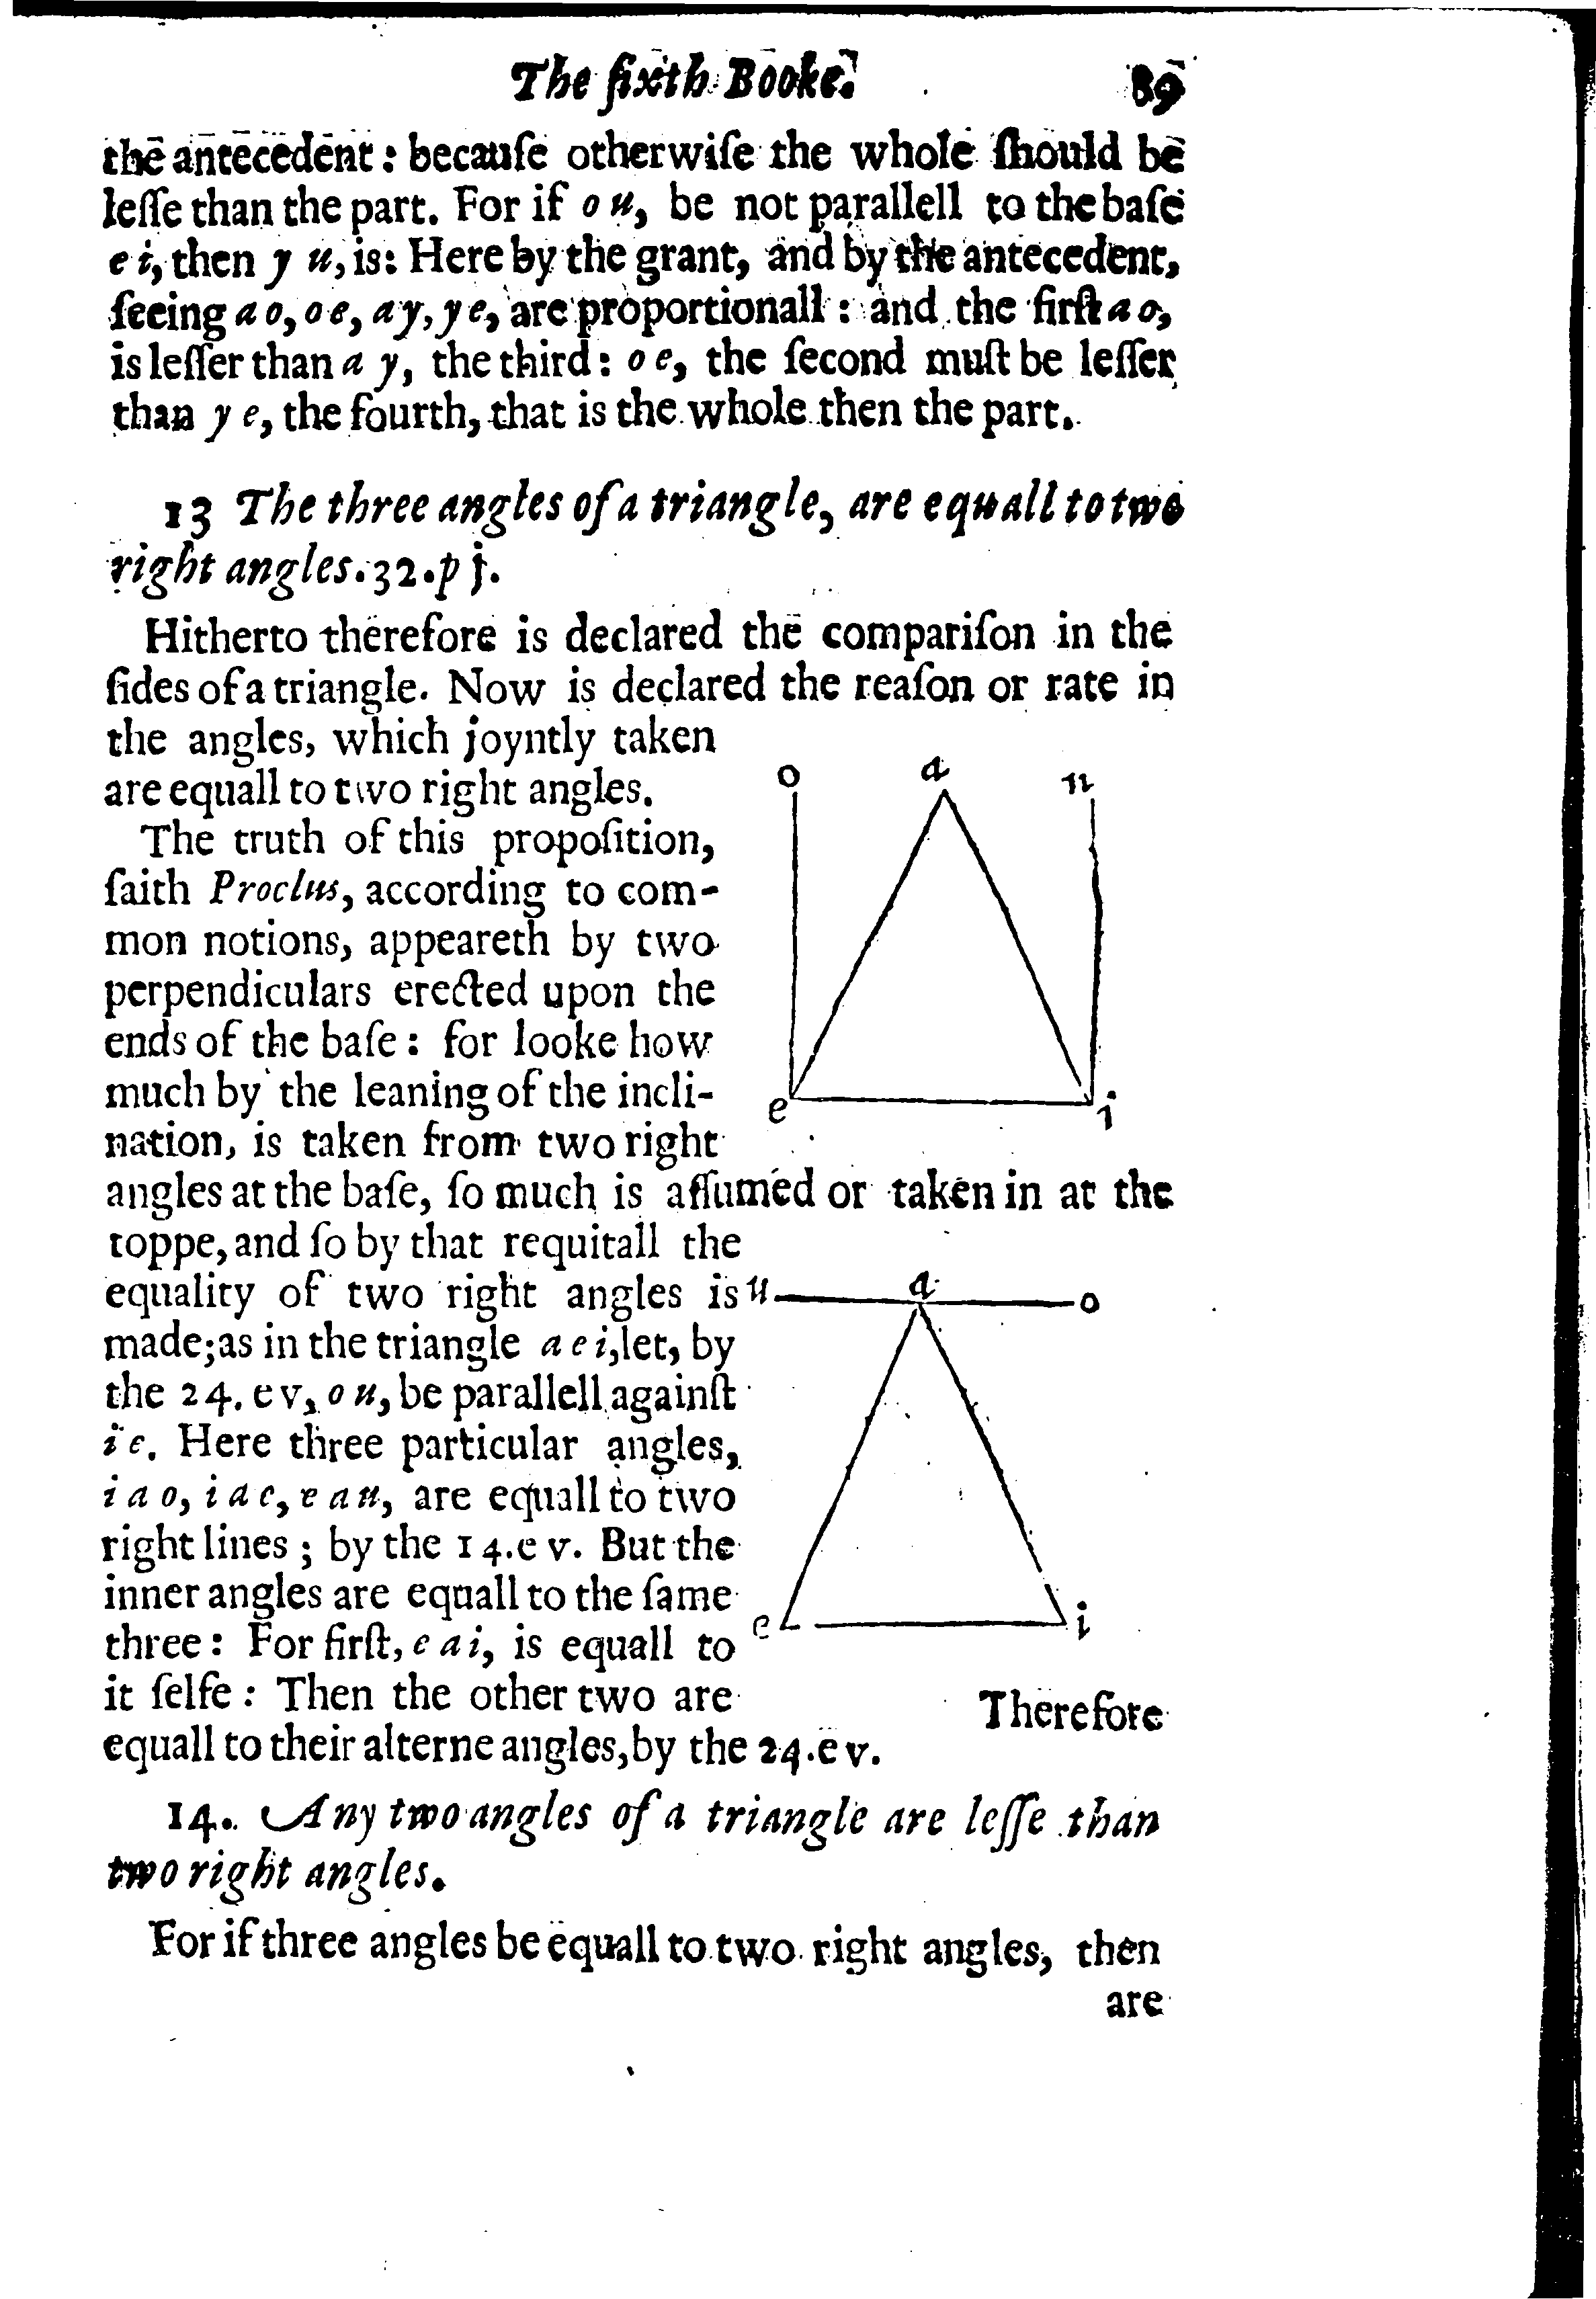 The ſixth Booke. 89
the antecedent: becauſe otherwiſe the whole ſhould be
leſſe than the part. For if o u, be not parallell to the baſe
e i, then y u, is: Here by the grant, and by the antecedent,
ſeeing a o, o e, a y, y e, are proportionall: and the firſt a o,
is leſſer than a y, the third: o e, the ſecond muſt be leſſer
than y e, the fourth, that is the whole then the part.
13 The three angles of a triangle, are equall to two
right angles. 32. p j.
Hitherto therefore is declared the compariſon in the
ſides of a triangle. Now is declared the reaſon or rate in
the angles, which joyntly taken
are equall to two right angles.
The truth of this propoſition,
ſaith Proclus, according to com-
mon notions, appeareth by two
perpendiculars erected upon the
ends of the baſe: for looke how
much by the leaning of the incli-
nation, is taken from two right
o a n
e i
angles at the baſe, ſo much is aſſumed or taken in at the
toppe, and ſo by that requitall the
equality of two right angles is
made; as in the triangle a e i, let, by
the 24. e v, o u, be parallell againſt
i e. Here three particular angles,
i a o, i a e, e a u, are equall to two
right lines; by the 14. e v. But the
inner angles are equall to the ſame
three: For firſt, e a i, is equall to
it ſelfe: Then the other two are
equall to their alterne angles, by the 24. e v.
u a o
e i
Therefore
14. Any two angles of a triangle are leſſe than
two right angles.
For if three angles be equall to two right angles, then
are